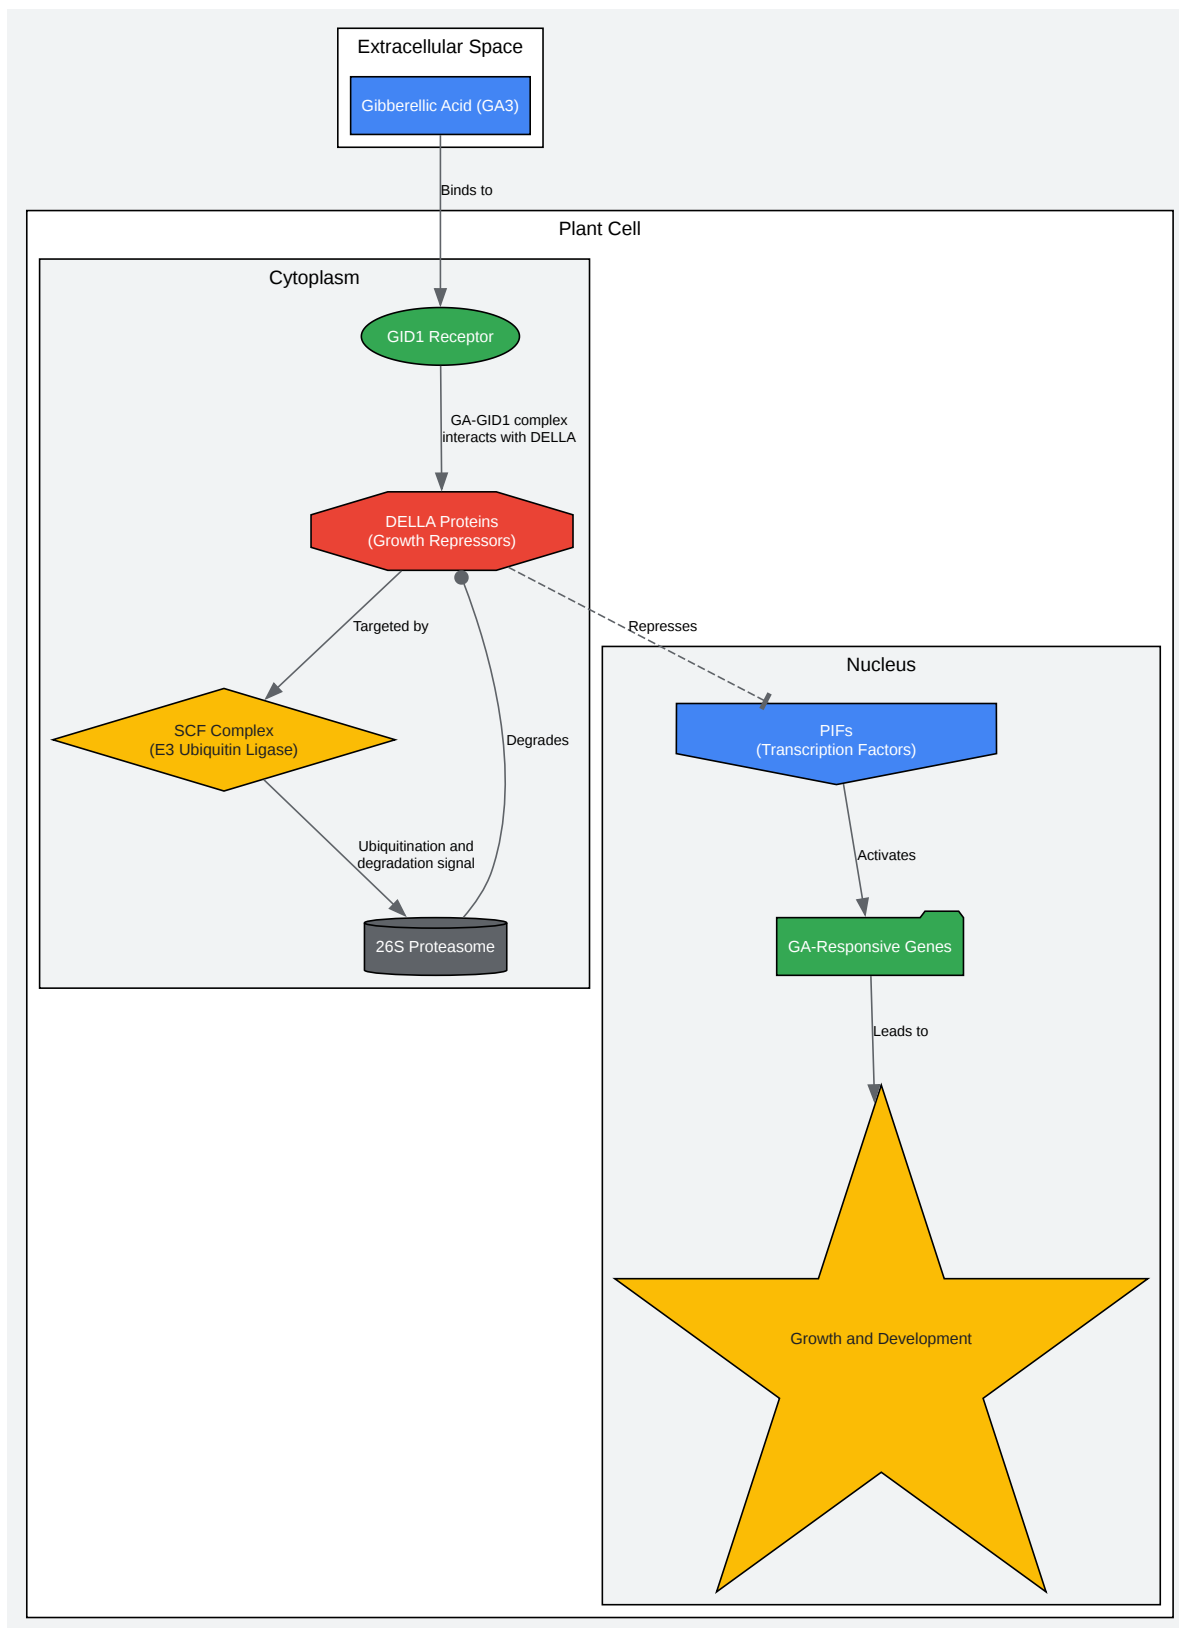 Extracellular Space
Gibberellic Acid (GA3)
Binds to
Plant Cell
Cytoplasm
GID1 Receptor
GA-GID1 complex
interacts with DELLA
DELLA Proteins
(Growth Repressors)
Targeted by
Represses
Nucleus
SCF Complex
(E3 Ubiquitin Ligase)
Degrades
PIFs
(Transcription Factors)
Ubiquitination and
degradation signal
Activates
26S Proteasome
GA-Responsive Genes
Leads to
Growth and Development